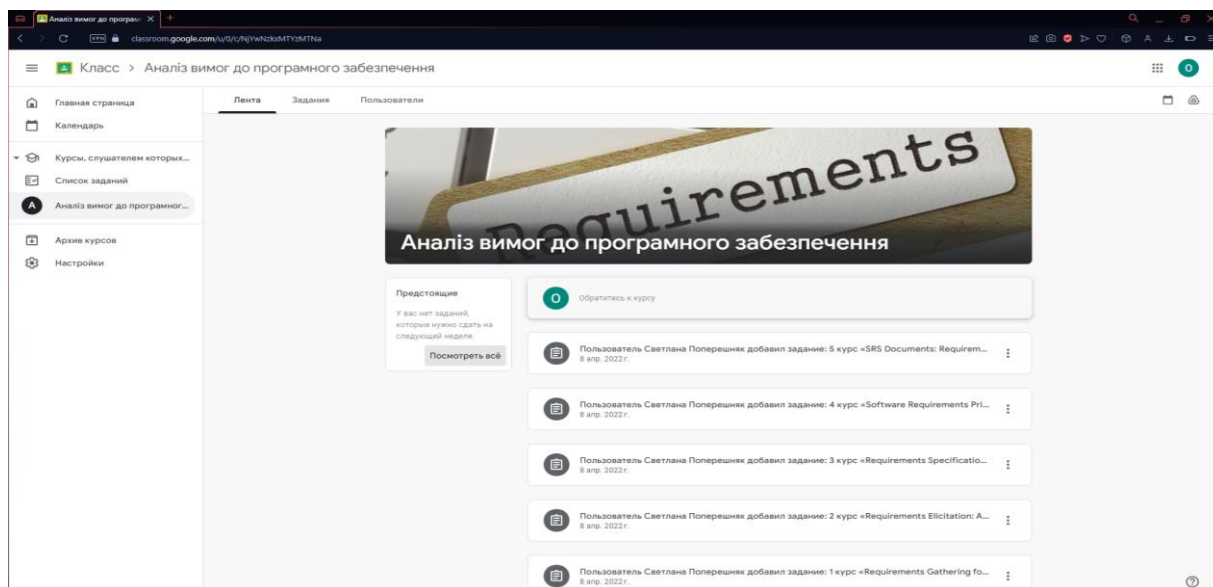 Аналіз вимог до програм
VPN
classroom.google.com/u/0/c/NjYwNzkxMTYzMTNa
Класс > Аналіз вимог до програмного забезпечення
O
Главная страница
Календарь
Курсы, слушателем которых...
Список заданий
А Аналіз вимог до програмног...
Архив курсов
Настройки
Лента Задания Пользователи
Requirements
Аналіз вимог до програмного забезпечення
Предстоящие
У вас нет заданий,
которые нужно сдать на
следующей неделе.
Посмотреть всё
O Обратитесь к курсу
Пользователь Светлана Поперешняк добавил задание: 5 курс «SRS Documents: Requirem...
8 апр. 2022 г.
Пользователь Светлана Поперешняк добавил задание: 4 курс «Software Requirements Pri...
8 апр. 2022 г.
Пользователь Светлана Поперешняк добавил задание: 3 курс «Requirements Specificatio...
8 апр. 2022 г.
Пользователь Светлана Поперешняк добавил задание: 2 курс «Requirements Elicitation: A...
8 апр. 2022 г.
Пользователь Светлана Поперешняк добавил задание: 1 курс «Requirements Gathering fo...
8 апр. 2022 г.